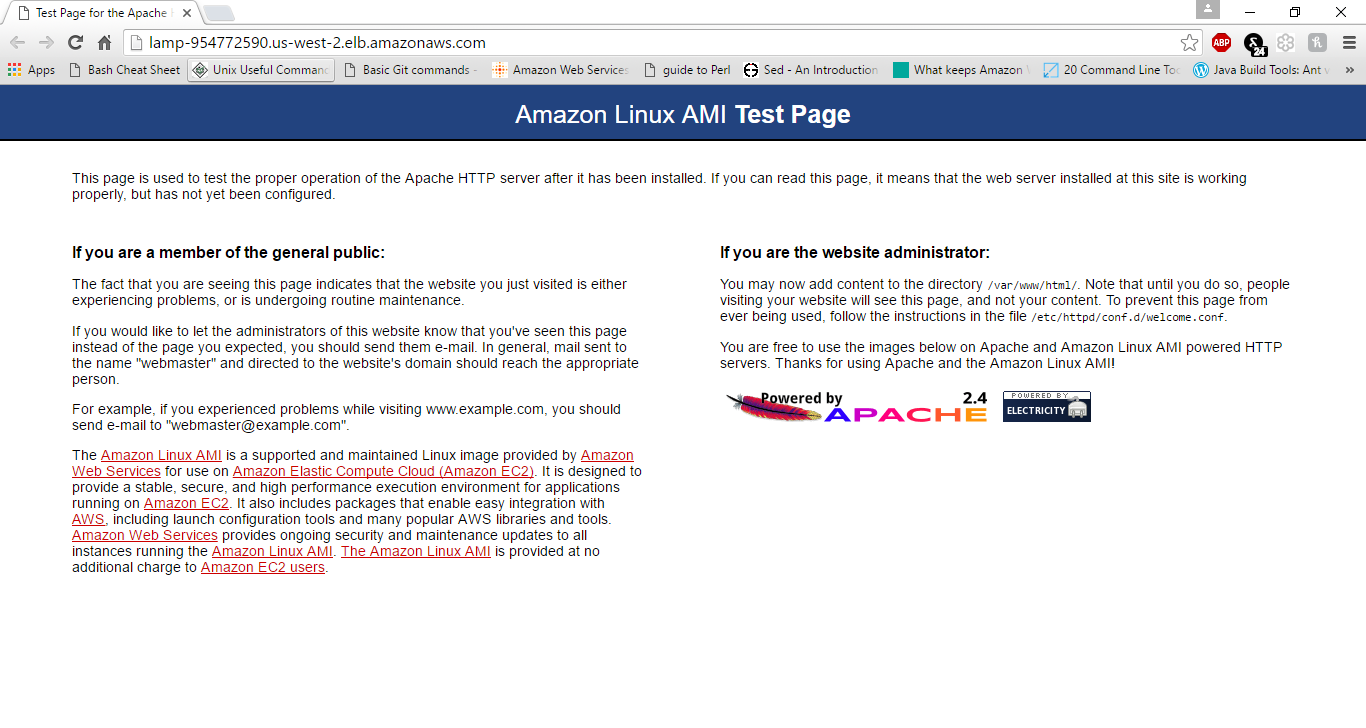 Test Page for the Apache
lamp-954772590.us-west-2.elb.amazonaws.com
ABP
24
Apps
Bash Cheat Sheet
Unix Useful Commanc
Basic Git commands -
Amazon Web Services
guide to Perl
Sed - An Introduction
What keeps Amazon
20 Command Line Toc
Java Build Tools: Ant v
»
Amazon Linux AMI Test Page
This page is used to test the proper operation of the Apache HTTP server after it has been installed. If you can read this page, it means that the web server installed at this site is working
properly, but has not yet been configured.
If you are a member of the general public:
The fact that you are seeing this page indicates that the website you just visited is either
experiencing problems, or is undergoing routine maintenance.
If you would like to let the administrators of this website know that you've seen this page
instead of the page you expected, you should send them e-mail. In general, mail sent to
the name "webmaster" and directed to the website's domain should reach the appropriate
person.
For example, if you experienced problems while visiting www.example.com, you should
send e-mail to "webmaster@example.com".
The Amazon Linux AMI is a supported and maintained Linux image provided by Amazon
Web Services for use on Amazon Elastic Compute Cloud (Amazon EC2). It is designed to
provide a stable, secure, and high performance execution environment for applications
running on Amazon EC2. It also includes packages that enable easy integration with
AWS, including launch configuration tools and many popular AWS libraries and tools.
Amazon Web Services provides ongoing security and maintenance updates to all
instances running the Amazon Linux AMI. The Amazon Linux AMI is provided at no
additional charge to Amazon EC2 users.
If you are the website administrator:
You may now add content to the directory /var/www/html/. Note that until you do so, people
visiting your website will see this page, and not your content. To prevent this page from
ever being used, follow the instructions in the file /etc/httpd/conf.d/welcome.conf.
You are free to use the images below on Apache and Amazon Linux AMI powered HTTP
servers. Thanks for using Apache and the Amazon Linux AMI!
Powered by 2.4
APACHE
POWERED BY
ELECTRICITY